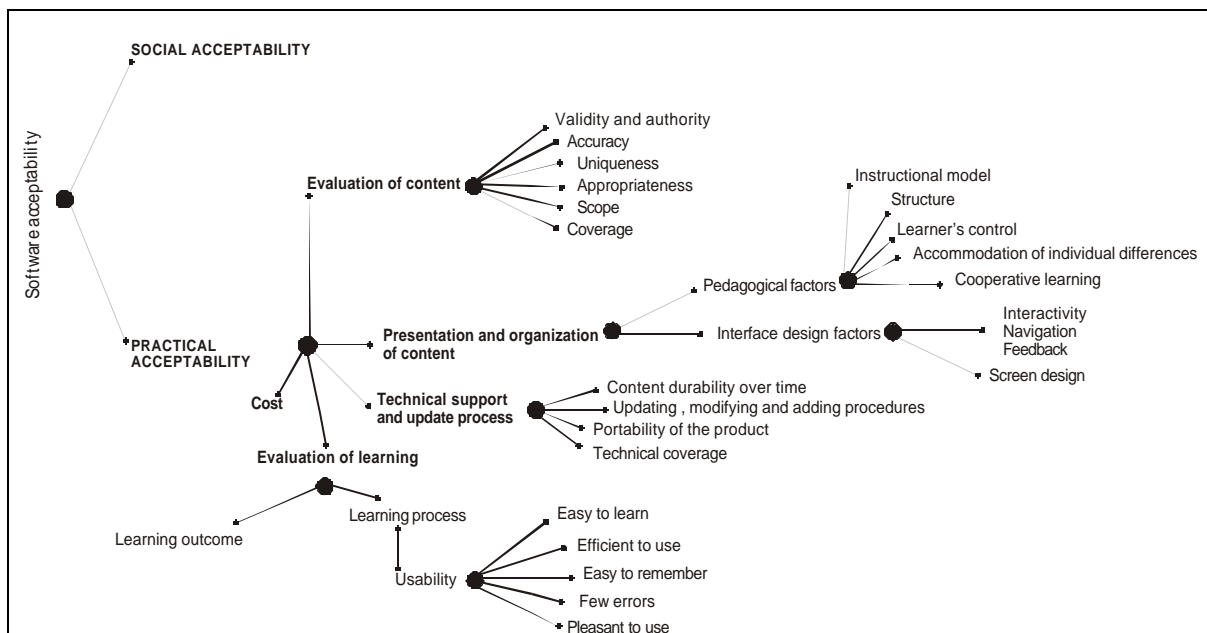 Software acceptability
SOCIAL ACCEPTABILITY
PRACTICAL
ACCEPTABILITY
Evaluation of content
Validity and authority
Accuracy
Uniqueness
Appropriateness
Scope
Coverage
Presentation and organization
of content
Pedagogical factors
Instructional model
Structure
Learner's control
Accommodation of individual differences
Cooperative learning
Interface design factors
Interactivity
Navigation
Feedback
Screen design
Technical support
and update process
Content durability over time
Updating , modifying and adding procedures
Portability of the product
Technical coverage
Cost
Evaluation of learning
Learning outcome
Learning process
Usability
Easy to learn
Efficient to use
Easy to remember
Few errors
Pleasant to use